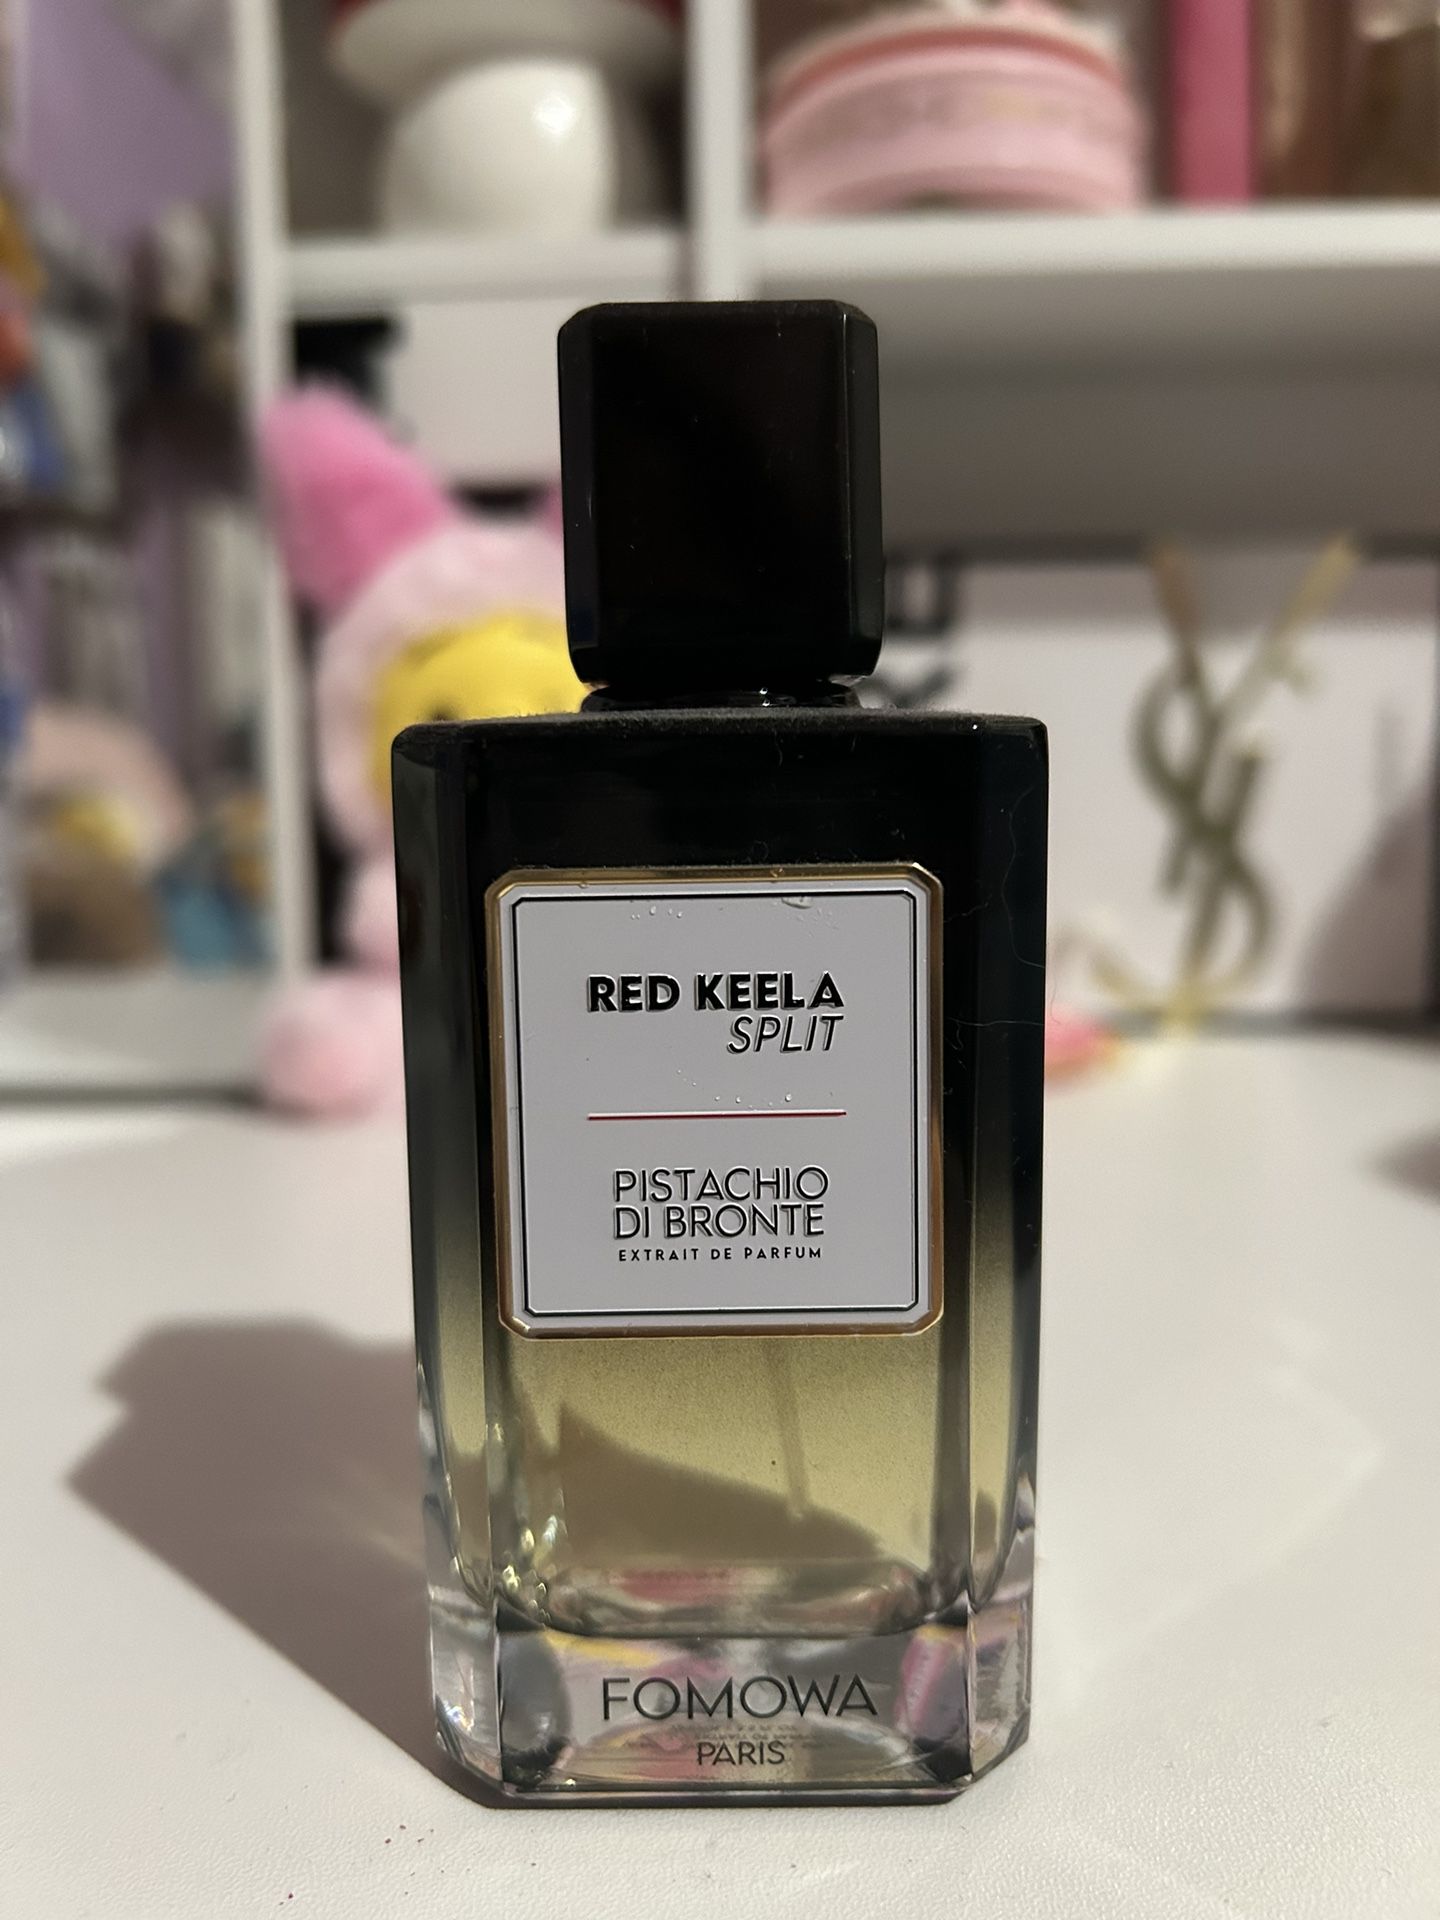 RED KEELA
SPLIT
PISTACHIO
DI BRONTE
EXTRAIT DE PARFUM
FOMOWA
PARIS